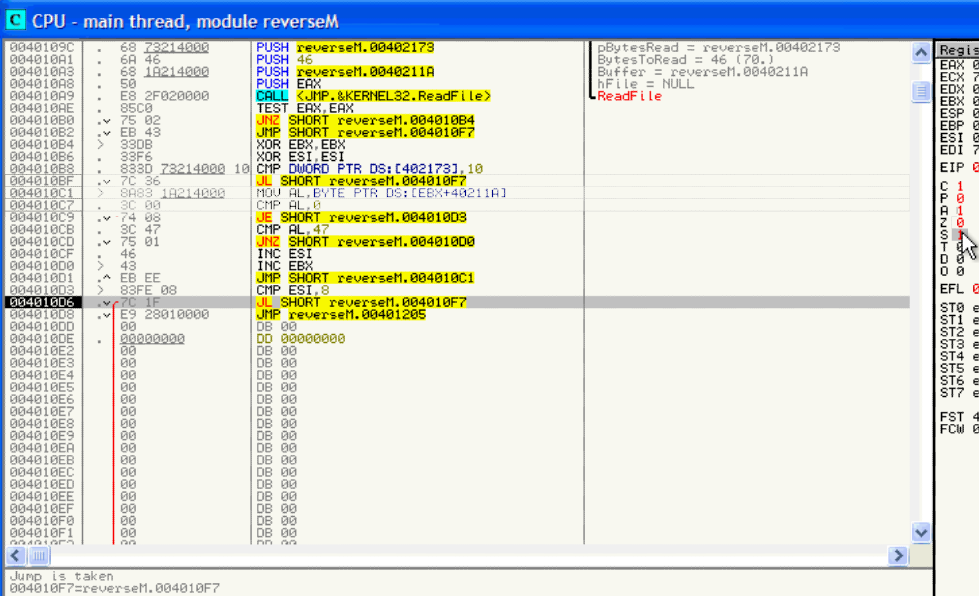 C CPU - main thread, module reverseM
0040109C . 68 73214000 PUSH reverseM.00402173 pBytesRead = reverseM.00402173
004010A1 . 6A 46 PUSH 46 BytesToRead = 46 (70.)
004010A3 . 68 1A214000 PUSH reverseM.0040211A Buffer = reverseM.0040211A
004010A8 . 50 PUSH EAX hFile = NULL
004010A9 . E8 2F020000 CALL <JMP.&KERNEL32.ReadFile> ReadFile
004010AE . 85C0 TEST EAX,EAX
004010B0 .v 75 02 JNZ SHORT reverseM.004010B4
004010B2 .v EB 43 JMP SHORT reverseM.004010F7
004010B4 > 33DB XOR EBX,EBX
004010B6 . 33F6 XOR ESI,ESI
004010B8 . 833D 73214000 10 CMP DWORD PTR DS:[402173],10
004010BF .v 7C 36 JL SHORT reverseM.004010F7
004010C1 > 8A83 1A214000 MOV AL,BYTE PTR DS:[EBX+40211A]
004010C7 . 3C 00 CMP AL,0
004010C9 .v 74 08 JE SHORT reverseM.004010D3
004010CB . 3C 47 CMP AL,47
004010CD .v 75 01 JNZ SHORT reverseM.004010D0
004010CF . 46 INC ESI
004010D0 > 43 INC EBX
004010D1 .^ EB EE JMP SHORT reverseM.004010C1
004010D3 > 83FE 08 CMP ESI,8
004010D6 .v 7C 1F JL SHORT reverseM.004010F7
004010D8 .v E9 28010000 JMP reverseM.00401205
004010DD 00 DB 00
004010DE . 00000000 DD 00000000
004010E2 00 DB 00
004010E3 00 DB 00
004010E4 00 DB 00
004010E5 00 DB 00
004010E6 00 DB 00
004010E7 00 DB 00
004010E8 00 DB 00
004010E9 00 DB 00
004010EA 00 DB 00
004010EB 00 DB 00
004010EC 00 DB 00
004010ED 00 DB 00
004010EE 00 DB 00
004010EF 00 DB 00
004010F0 00 DB 00
004010F1 00 DB 00
Jump is taken
004010F7=reverseM.004010F7
Regis
EAX 0
ECX 7
EDX 0
EBX 0
ESP 0
EBP 0
ESI 0
EDI 7
EIP 0
C 1
P 0
A 1
Z 0
S 1
T 0
D 0
O 0
EFL 0
ST0 e
ST1 e
ST2 e
ST3 e
ST4 e
ST5 e
ST6 e
ST7 e
FST 4
FCW 0